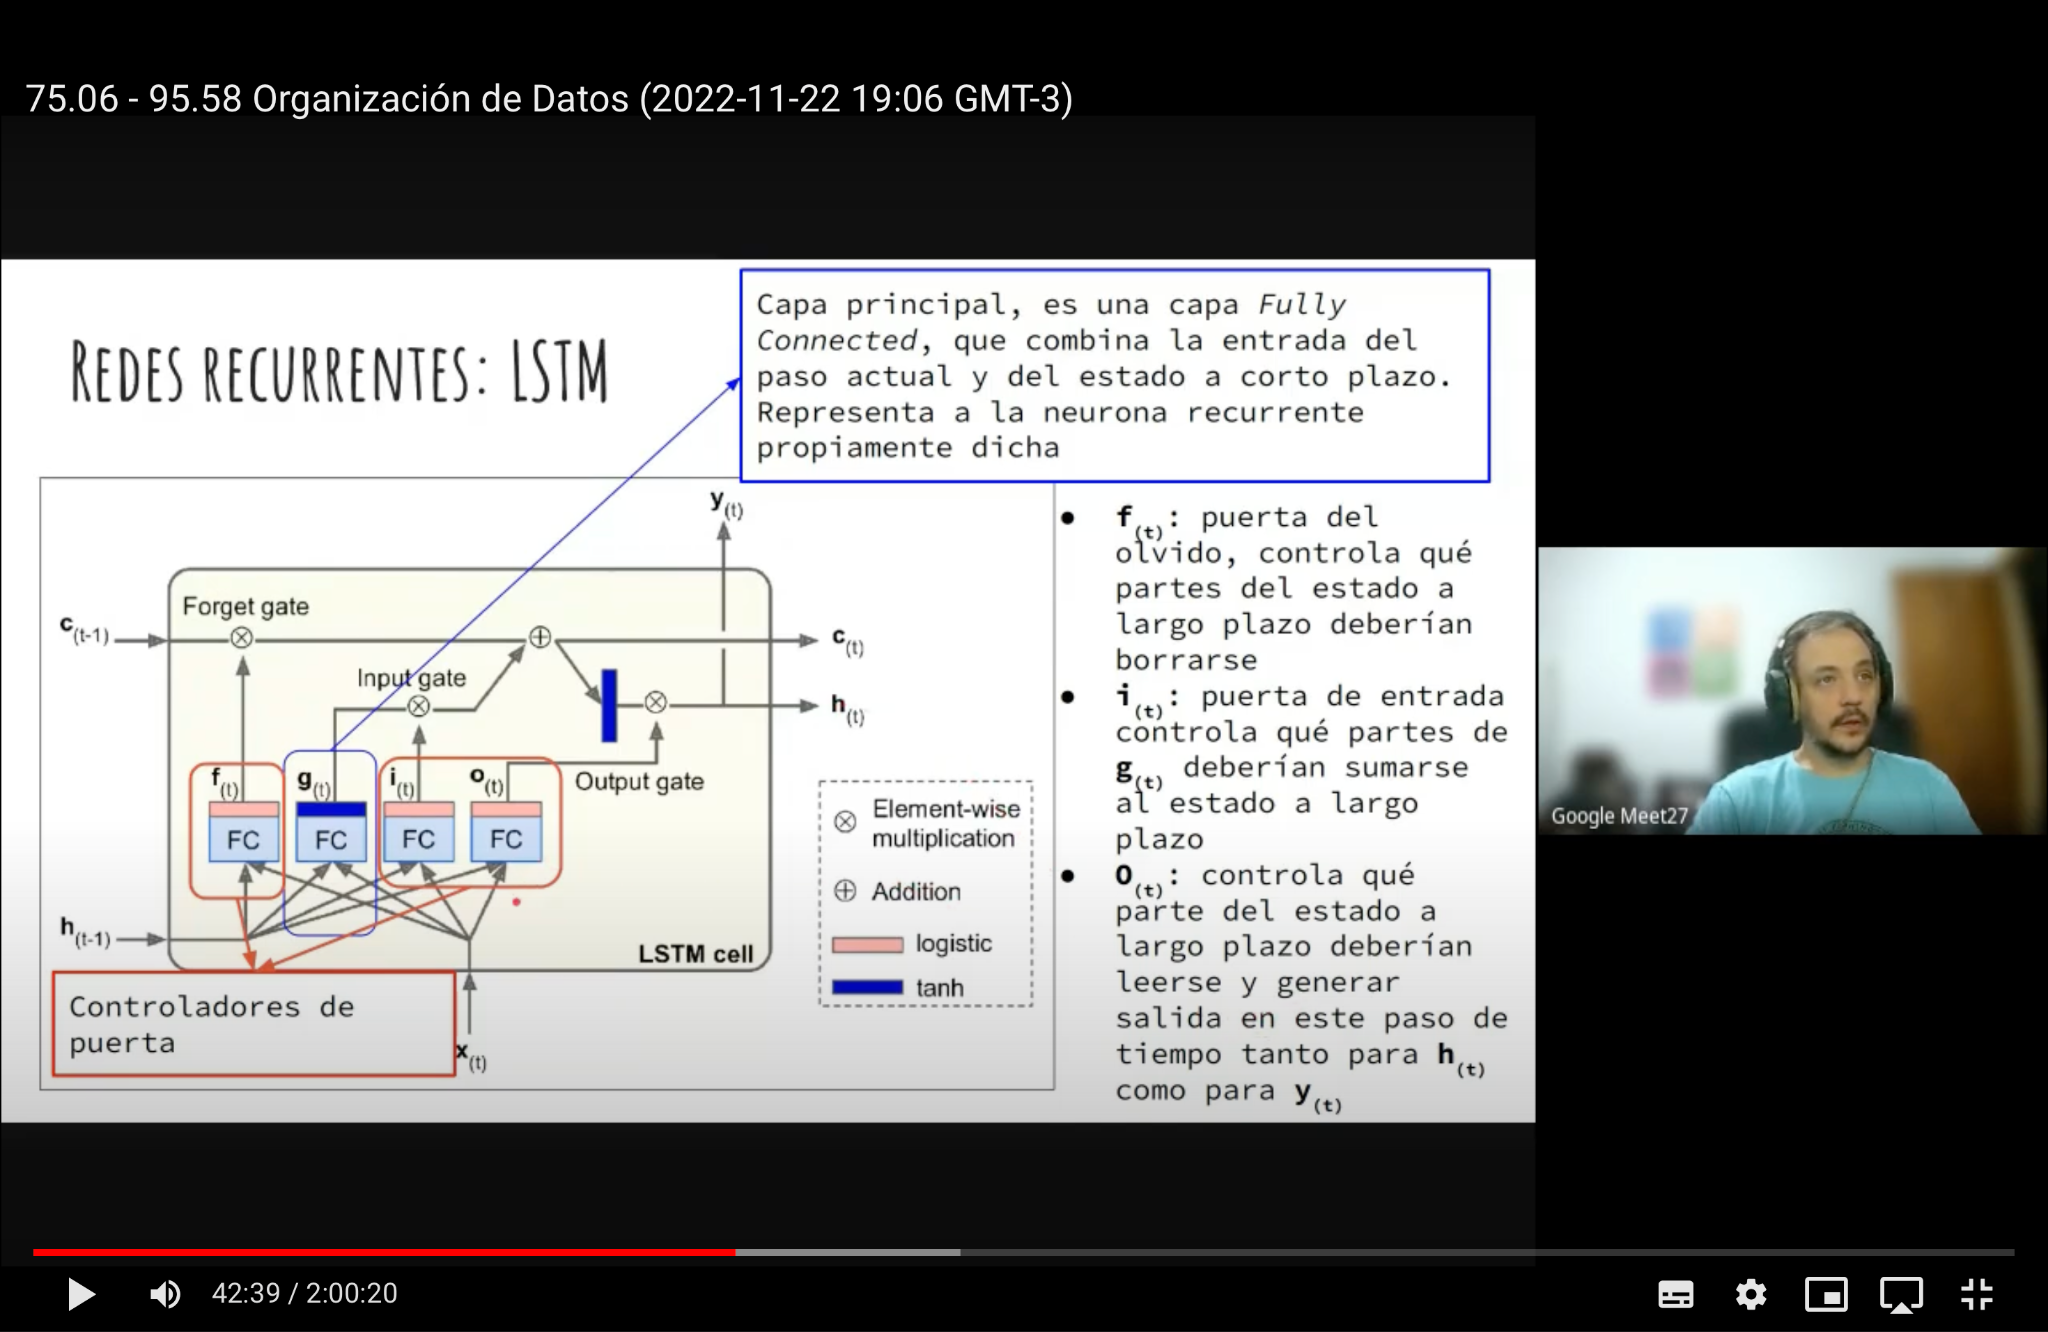 75.06 - 95.58 Organización de Datos (2022-11-22 19:06 GMT-3)
REDES RECURRENTES: LSTM
Capa principal, es una capa Fully
Connected, que combina la entrada del
paso actual y del estado a corto plazo.
Representa a la neurona recurrente
propiamente dicha
y(t)
Forget gate
c(t-1)
c(t)
Input gate
h(t)
f(t)
g(t)
i(t)
o(t)
Output gate
FC
FC
FC
FC
h(t-1)
LSTM cell
x(t)
Controladores de
puerta
Element-wise
multiplication
Addition
logistic
tanh
● f(t): puerta del
olvido, controla qué
partes del estado a
largo plazo deberían
borrarse
● i(t): puerta de entrada
controla qué partes de
g(t) deberían sumarse
al estado a largo
plazo
● O(t): controla qué
parte del estado a
largo plazo deberían
leerse y generar
salida en este paso de
tiempo tanto para h(t)
como para y(t)
Google Meet27
42:39 / 2:00:20